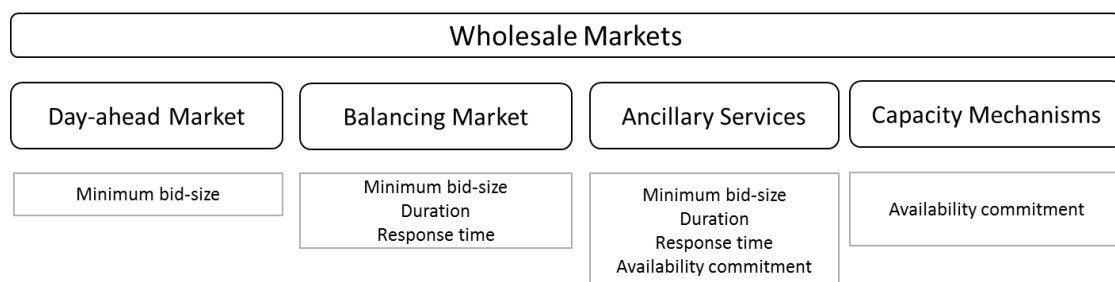 Wholesale Markets
Day-ahead Market
Balancing Market
Ancillary Services
Capacity Mechanisms
Minimum bid-size
Minimum bid-size
Duration
Response time
Minimum bid-size
Duration
Response time
Availability commitment
Availability commitment